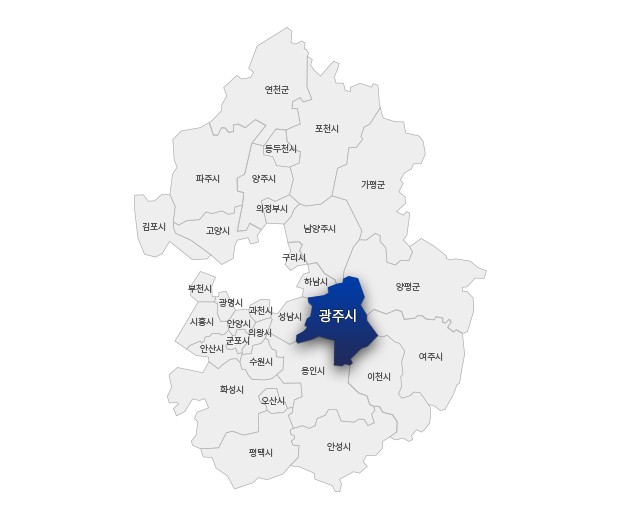 연천군
포천시
동두천시
파주시
양주시
가평군
의정부시
김포시
고양시
남양주시
구리시
하남시
양평군
부천시
광명시
과천시
성남시
광주시
시흥시
안양시
의왕시
군포시
안산시
수원시
여주시
용인시
이천시
화성시
오산시
평택시
안성시